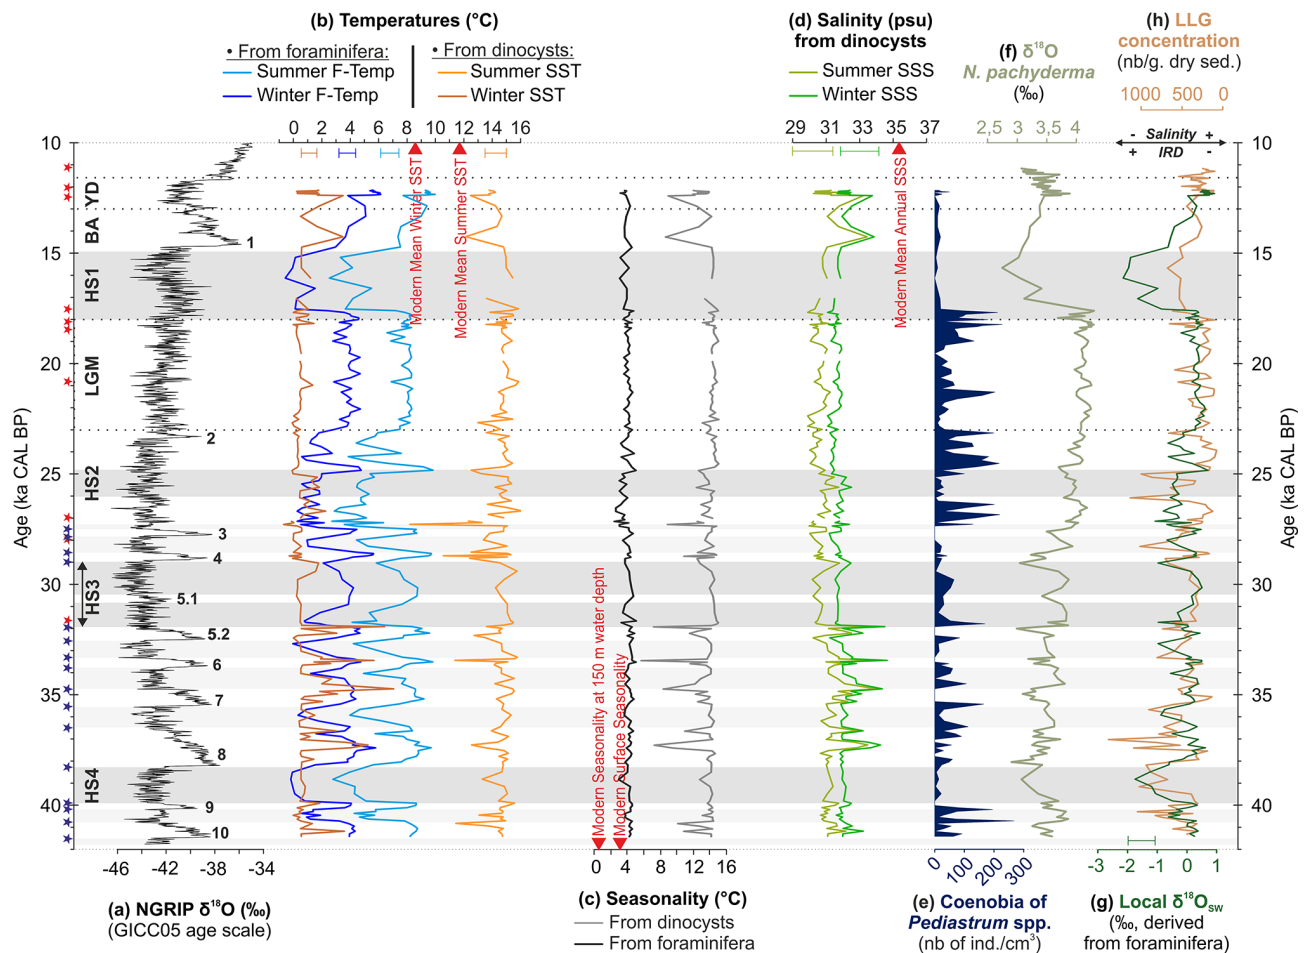 (b) Temperatures (°C)
• From foraminifera:
Summer F-Temp
Winter F-Temp
• From dinocysts:
Summer SST
Winter SST
(d) Salinity (psu)
from dinocysts
Summer SSS
Winter SSS
(f) δ¹⁸O
N. pachyderma
(‰)
(h) LLG
concentration
(nb/g. dry sed.)
1000 500 0
0 2 4 6 8 10 12 14 16
29 31 33 35 37
2,5 3 3,5 4
- Salinity +
+ IRD -
Age (ka CAL BP)
10
15
20
25
30
35
40
YD
BA
HS1
LGM
HS2
HS3
HS4
1
2
3
4
5.1
5.2
6
7
8
9
10
Modern Mean Winter SST
Modern Mean Summer SST
Modern Mean Annual SSS
Modern Seasonality at 150 m water depth
Modern Surface Seasonality
10
15
20
25
30
35
40
Age (ka CAL BP)
-46 -42 -38 -34
(a) NGRIP δ¹⁸O (‰)
(GICC05 age scale)
0 4 8 12 16
(c) Seasonality (°C)
From dinocysts
From foraminifera
0 100 200 300
(e) Coenobia of
Pediastrum spp.
(nb of ind./cm³)
-3 -2 -1 0 1
(g) Local δ¹⁸Osw
(‰, derived
from foraminifera)